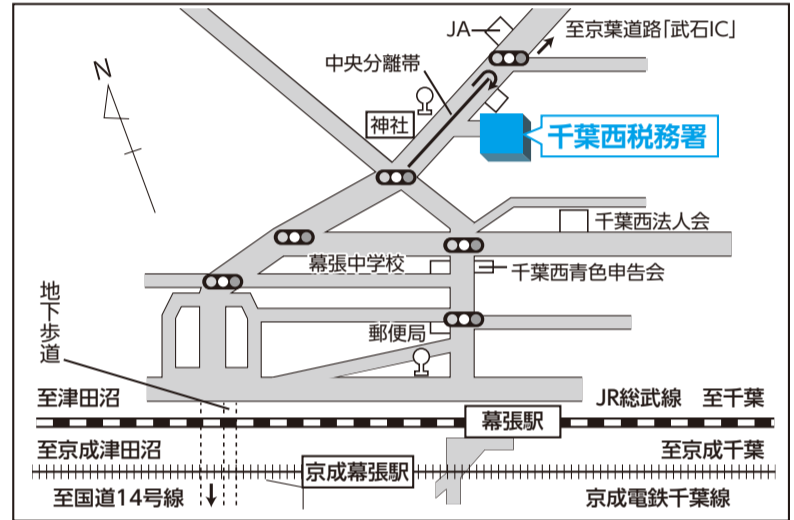 JA
至京葉道路「武石IC」
中央分離帯
N
神社
千葉西税務署
千葉西法人会
幕張中学校
千葉西青色申告会
地下歩道
郵便局
至津田沼
JR総武線 至千葉
幕張駅
至京成津田沼
至京成千葉
京成幕張駅
至国道14号線
京成電鉄千葉線